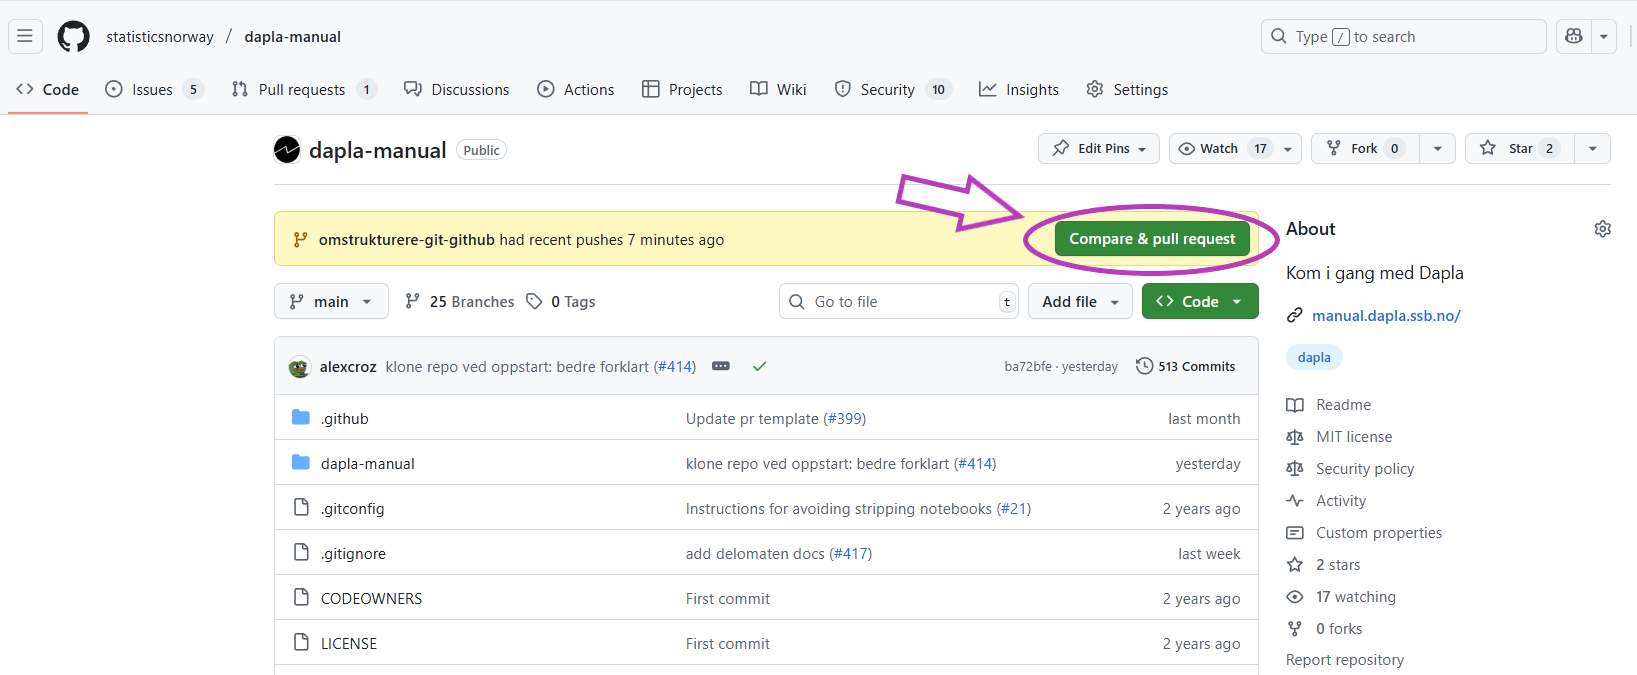 statisticsnorway / dapla-manual
Type / to search
Code
Issues 5
Pull requests 1
Discussions
Actions
Projects
Wiki
Security 10
Insights
Settings
dapla-manual Public
Edit Pins
Watch 17
Fork 0
Star 2
omstrukturere-git-github had recent pushes 7 minutes ago
Compare & pull request
main
25 Branches
0 Tags
Go to file t
Add file
Code
alexcroz klone repo ved oppstart: bedre forklart (#414) ba72bfe · yesterday 513 Commits
.github Update pr template (#399) last month
dapla-manual klone repo ved oppstart: bedre forklart (#414) yesterday
.gitconfig Instructions for avoiding stripping notebooks (#21) 2 years ago
.gitignore add delomaten docs (#417) last week
CODEOWNERS First commit 2 years ago
LICENSE First commit 2 years ago
About
Kom i gang med Dapla
manual.dapla.ssb.no/
dapla
Readme
MIT license
Security policy
Activity
Custom properties
2 stars
17 watching
0 forks
Report repository